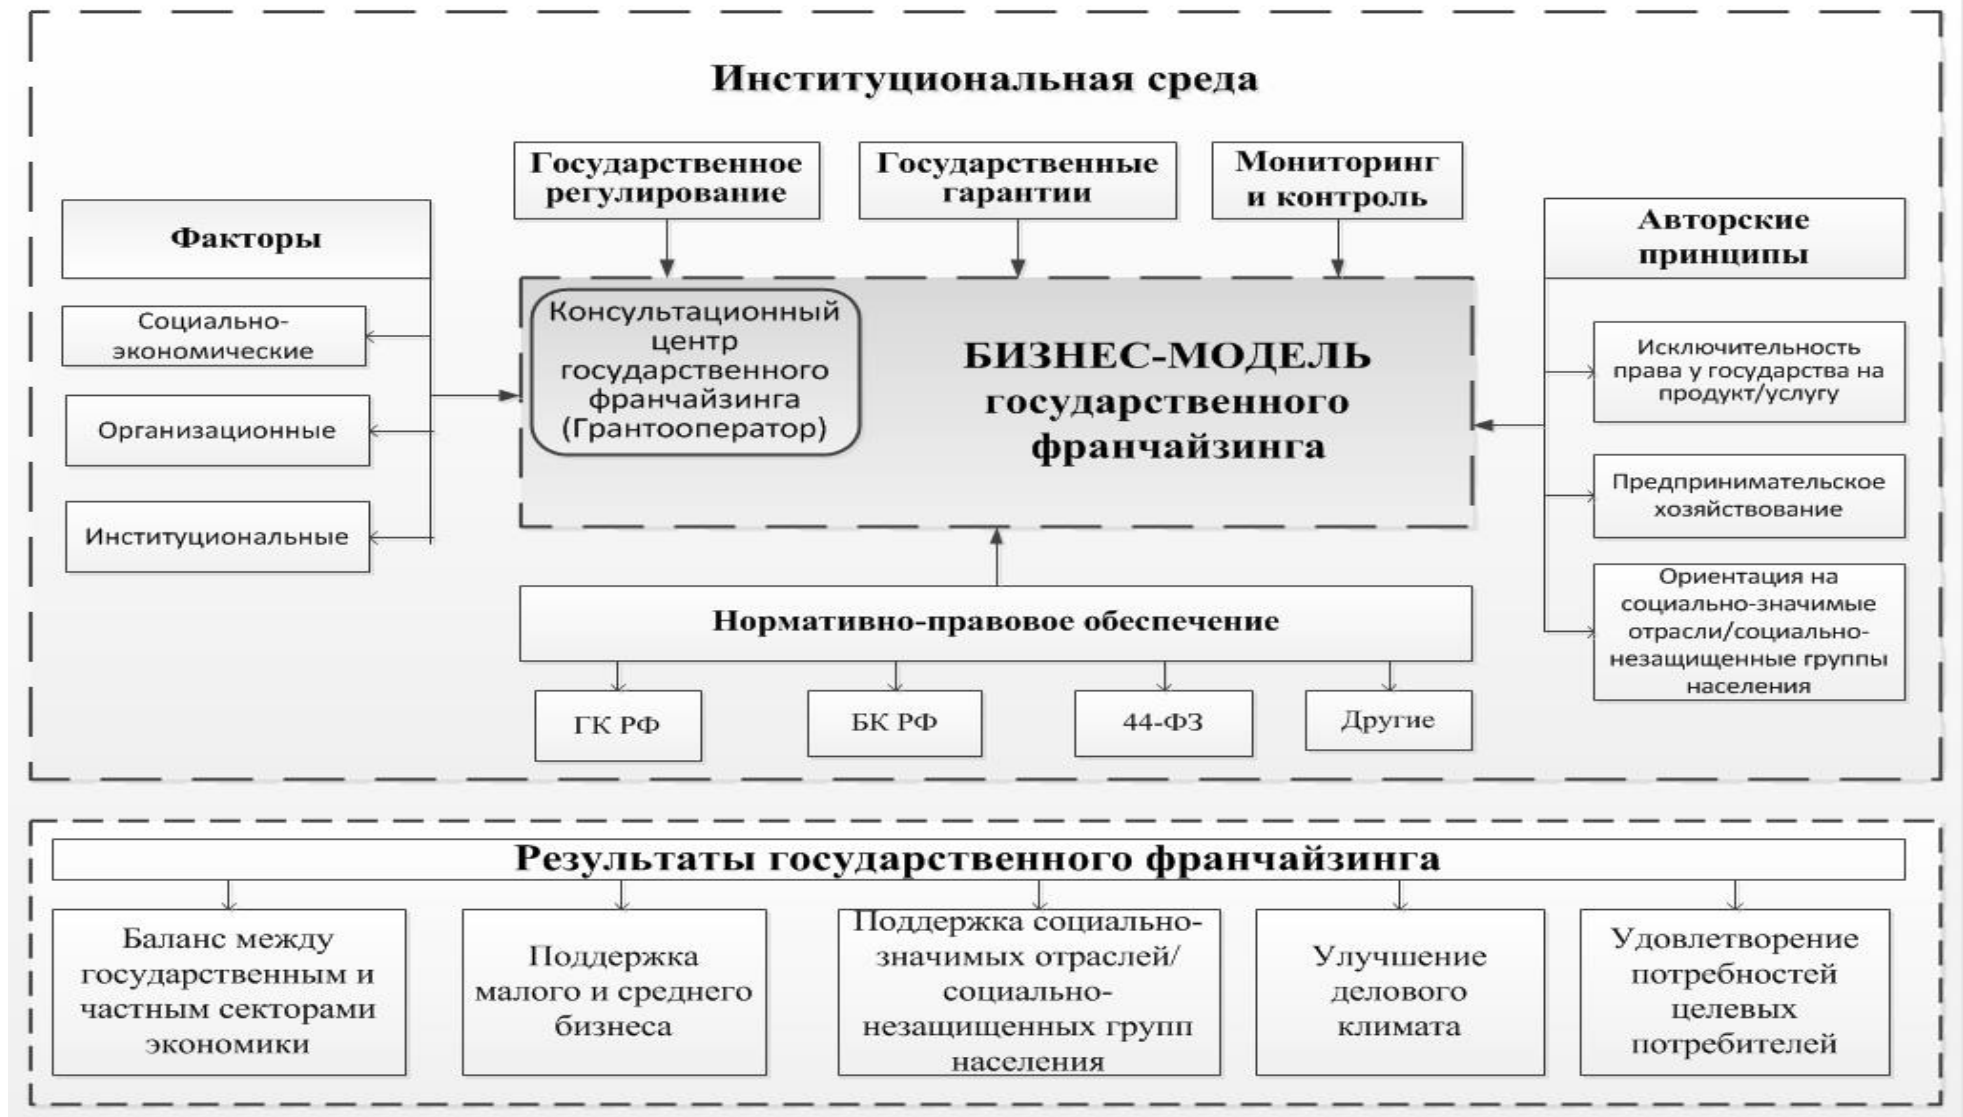 Институциональная среда
Государственное
регулирование
Государственные
гарантии
Мониторинг
и контроль
Факторы
Социально-
экономические
Организационные
Институциональные
Консультационный
центр
государственного
франчайзинга
(Грантооператор)
БИЗНЕС-МОДЕЛЬ
государственного
франчайзинга
Авторские
принципы
Исключительность
права у государства на
продукт/услугу
Предпринимательское
хозяйствование
Ориентация на
социально-значимые
отрасли/социально-
незащищенные группы
населения
Нормативно-правовое обеспечение
ГК РФ
БК РФ
44-ФЗ
Другие
Результаты государственного франчайзинга
Баланс между
государственным и
частным секторами
экономики
Поддержка
малого и среднего
бизнеса
Поддержка социально-
значимых отраслей/
социально-
незащищенных групп
населения
Улучшение
делового
климата
Удовлетворение
потребностей
целевых
потребителей